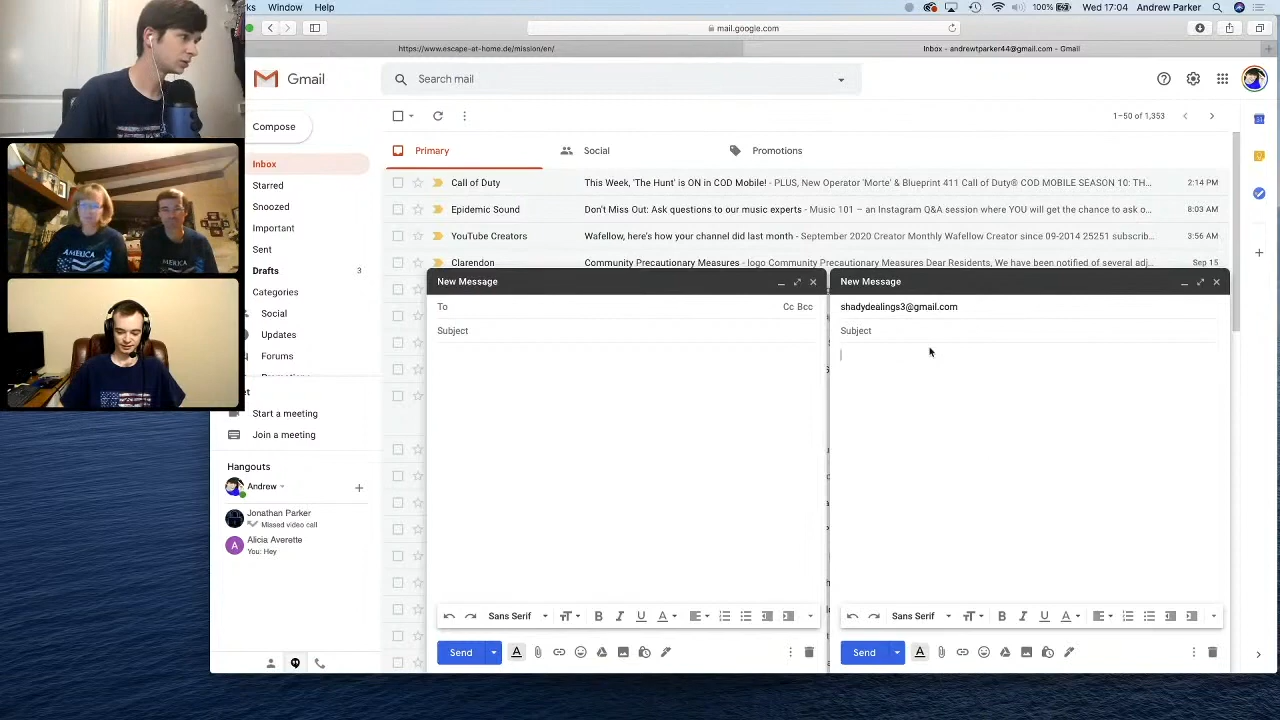 rks Window Help 100% Wed 17:04 Andrew Parker
mail.google.com
https://www.escape-at-home.de/mission/en/ Inbox - andrewtparker44@gmail.com - Gmail
Gmail Search mail
Compose 1–50 of 1,353
Inbox
Primary Social Promotions
Starred
Snoozed
Important
Sent
Drafts 3
Categories
Social
Updates
Forums
Call of Duty This Week, 'The Hunt' is ON in COD Mobile! - PLUS, New Operator 'Morte' & Blueprint 411 Call of Duty® COD MOBILE SEASON 10: TH... 2:14 PM
Epidemic Sound Don't Miss Out: Ask questions to our music experts - Music 101 – an Instagram Q&A session where YOU will get the chance to ask o... 8:03 AM
YouTube Creators Wafellow, here's how your channel did last month - September 2020 Creator Monthly Wafellow Creator since 09-2014 25251 subscrib... 3:56 AM
Clarendon Community Precautionary Measures - logo Community Precautionary Measures Dear Residents, We have been notified of several adj... Sep 15
New Message
To Cc Bcc
Subject
Sans Serif
Send
New Message
shadydealings3@gmail.com
Subject
Sans Serif
Send
et
Start a meeting
Join a meeting
Hangouts
Andrew
Jonathan Parker
Missed video call
A Alicia Averette
You: Hey
AMERICA
MERICA